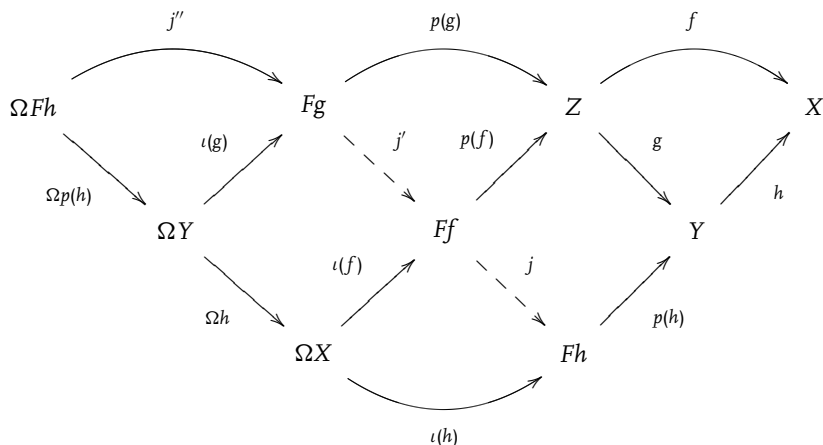 j′′ p(g) f
ΩFh Fg Z X
ι(g) j′ p(f) g
Ωp(h) h
ΩY Ff Y
ι(f) j
Ωh p(h)
ΩX Fh
ι(h)